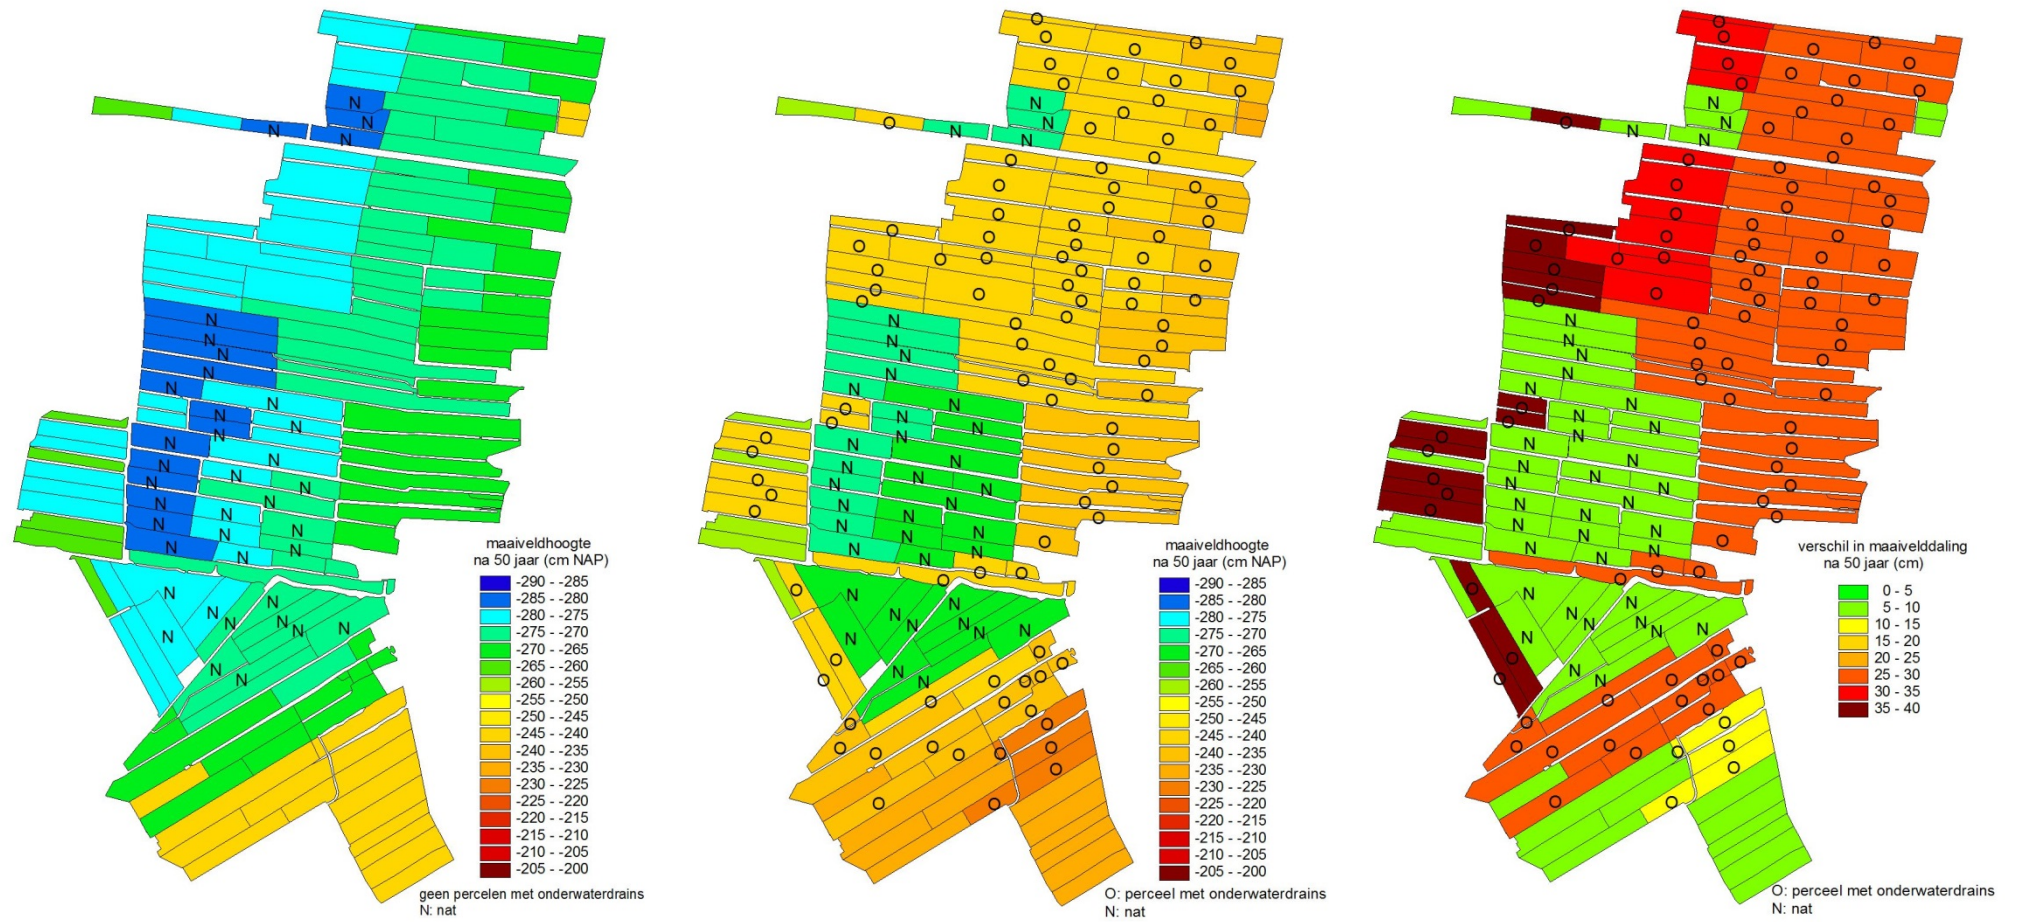 maaiveldhoogte
na 50 jaar (cm NAP)
-290 - -285
-285 - -280
-280 - -275
-275 - -270
-270 - -265
-265 - -260
-260 - -255
-255 - -250
-250 - -245
-245 - -240
-240 - -235
-235 - -230
-230 - -225
-225 - -220
-220 - -215
-215 - -210
-210 - -205
-205 - -200
geen percelen met onderwaterdrains
N: nat
maaiveldhoogte
na 50 jaar (cm NAP)
-290 - -285
-285 - -280
-280 - -275
-275 - -270
-270 - -265
-265 - -260
-260 - -255
-255 - -250
-250 - -245
-245 - -240
-240 - -235
-235 - -230
-230 - -225
-225 - -220
-220 - -215
-215 - -210
-210 - -205
-205 - -200
O: perceel met onderwaterdrains
N: nat
verschil in maaivelddaling
na 50 jaar (cm)
0 - 5
5 - 10
10 - 15
15 - 20
20 - 25
25 - 30
30 - 35
35 - 40
O: perceel met onderwaterdrains
N: nat